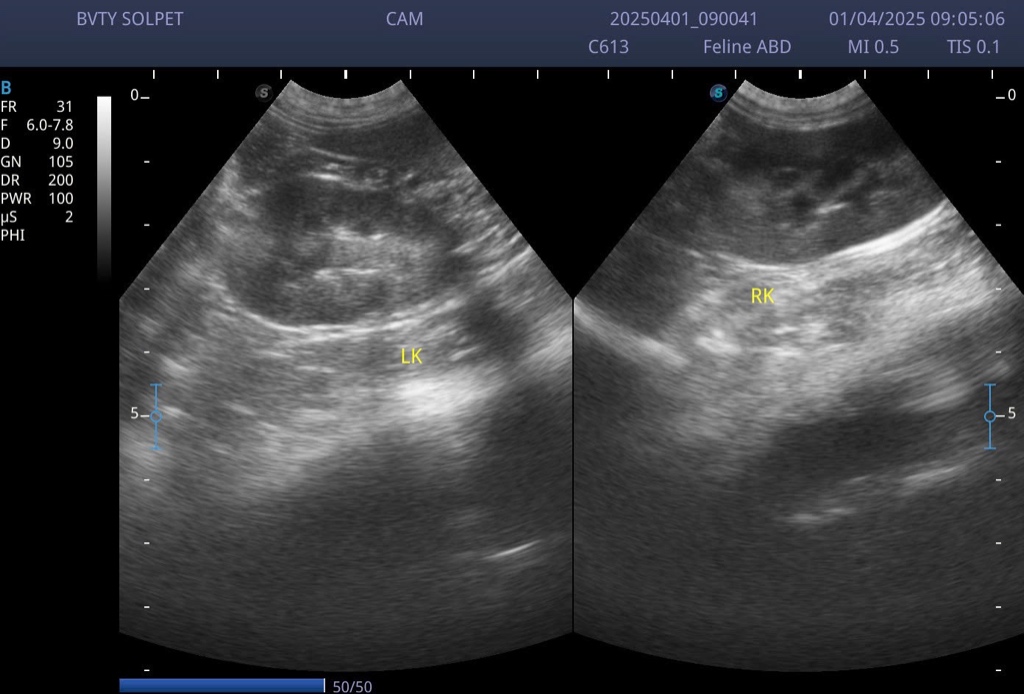 BVTY SOLPET CAM 20250401_090041 01/04/2025 09:05:06
C613 Feline ABD MI 0.5 TIS 0.1
B
FR 31
F 6.0-7.8
D 9.0
GN 105
DR 200
PWR 100
µS 2
PHI
S S
0 0
RK
LK
5 5
50/50